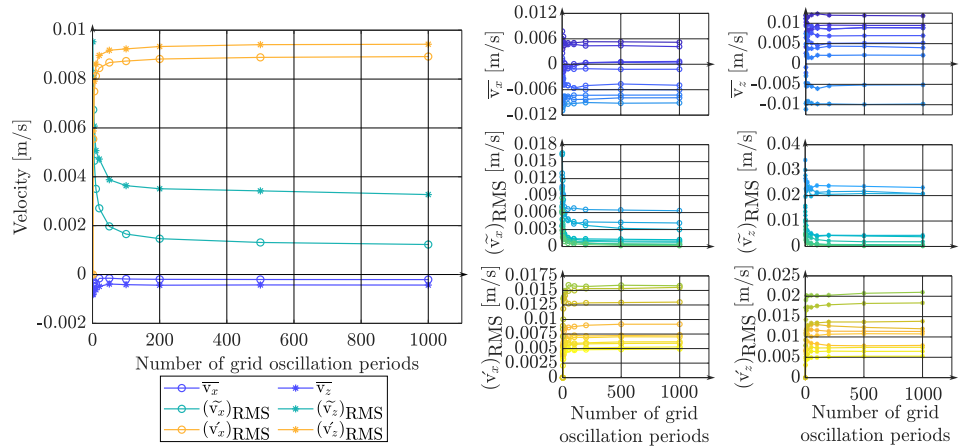 0.01
0.008
0.006
0.004
0.002
0
-0.002
Velocity [m/s]
0 200 400 600 800 1000
Number of grid oscillation periods
v̅ₓ v̅_z
(ṽₓ)RMS (ṽ_z)RMS
(v′ₓ)RMS (v′_z)RMS
0.012
0.006
0
-0.006
-0.012
v̅ₓ [m/s]
0.01
0.005
0
-0.005
-0.01
v̅_z [m/s]
0.018
0.015
0.012
0.009
0.006
0.003
0
(ṽₓ)RMS [m/s]
0.04
0.03
0.02
0.01
0
(ṽ_z)RMS [m/s]
0.0175
0.015
0.0125
0.01
0.0075
0.005
0.0025
0
(v′ₓ)RMS [m/s]
0 500 1000
Number of grid
oscillation periods
0.025
0.02
0.015
0.01
0.005
0
(v′_z)RMS [m/s]
0 500 1000
Number of grid
oscillation periods